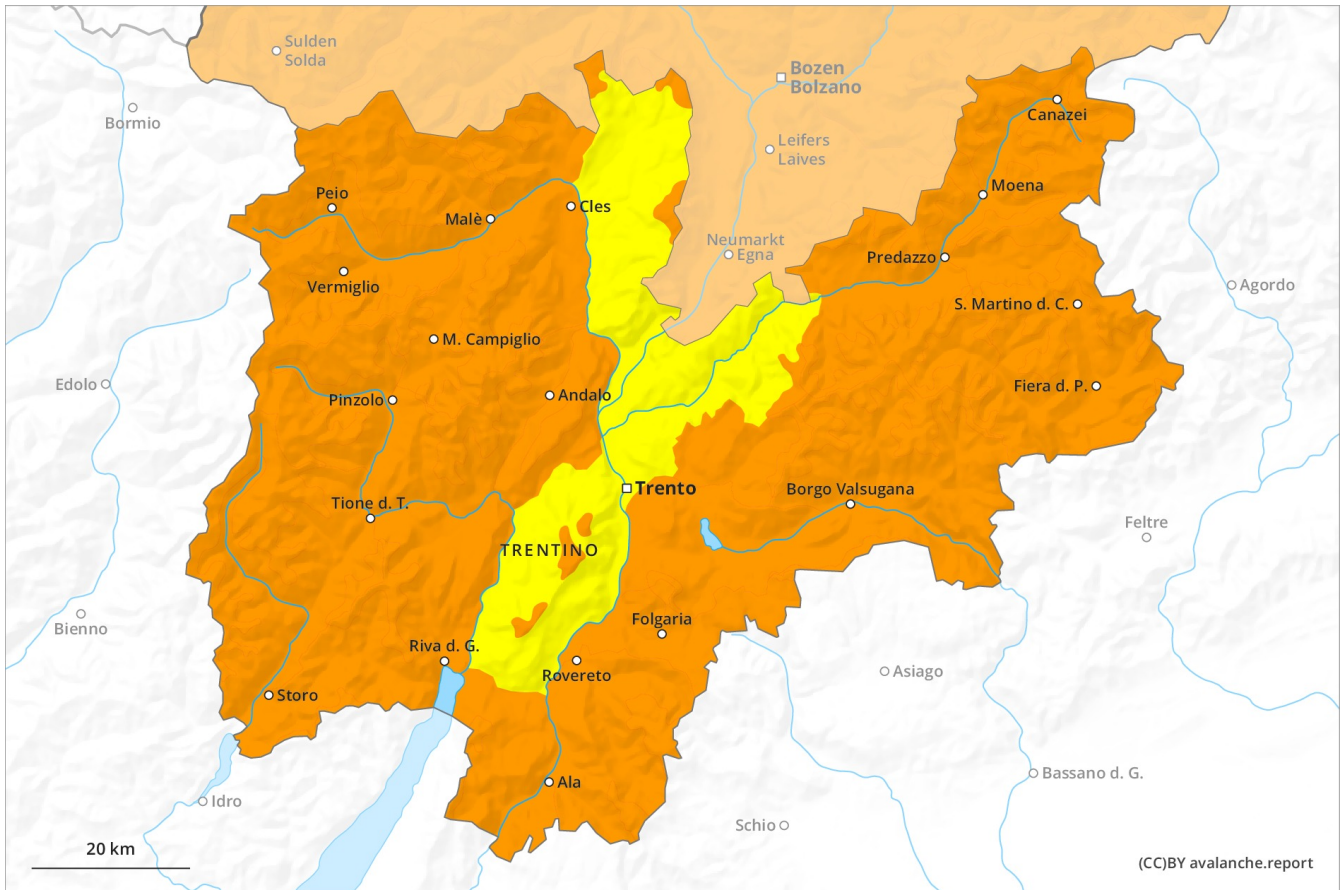 Sulden
Solda
Bozen
Bolzano
Bormio
Canazei
Leifers
Laives
Moena
Peio
Malè
Cles
Neumarkt
Egna
Predazzo
Vermiglio
Agordo
S. Martino d. C.
M. Campiglio
Edolo
Pinzolo
Andalo
Fiera d. P.
Trento
Borgo Valsugana
Tione d. T.
Feltre
TRENTINO
Bienno
Folgaria
Riva d. G.
Rovereto
Asiago
Storo
Bassano d. G.
Ala
Idro
Schio
20 km
(CC)BY avalanche.report